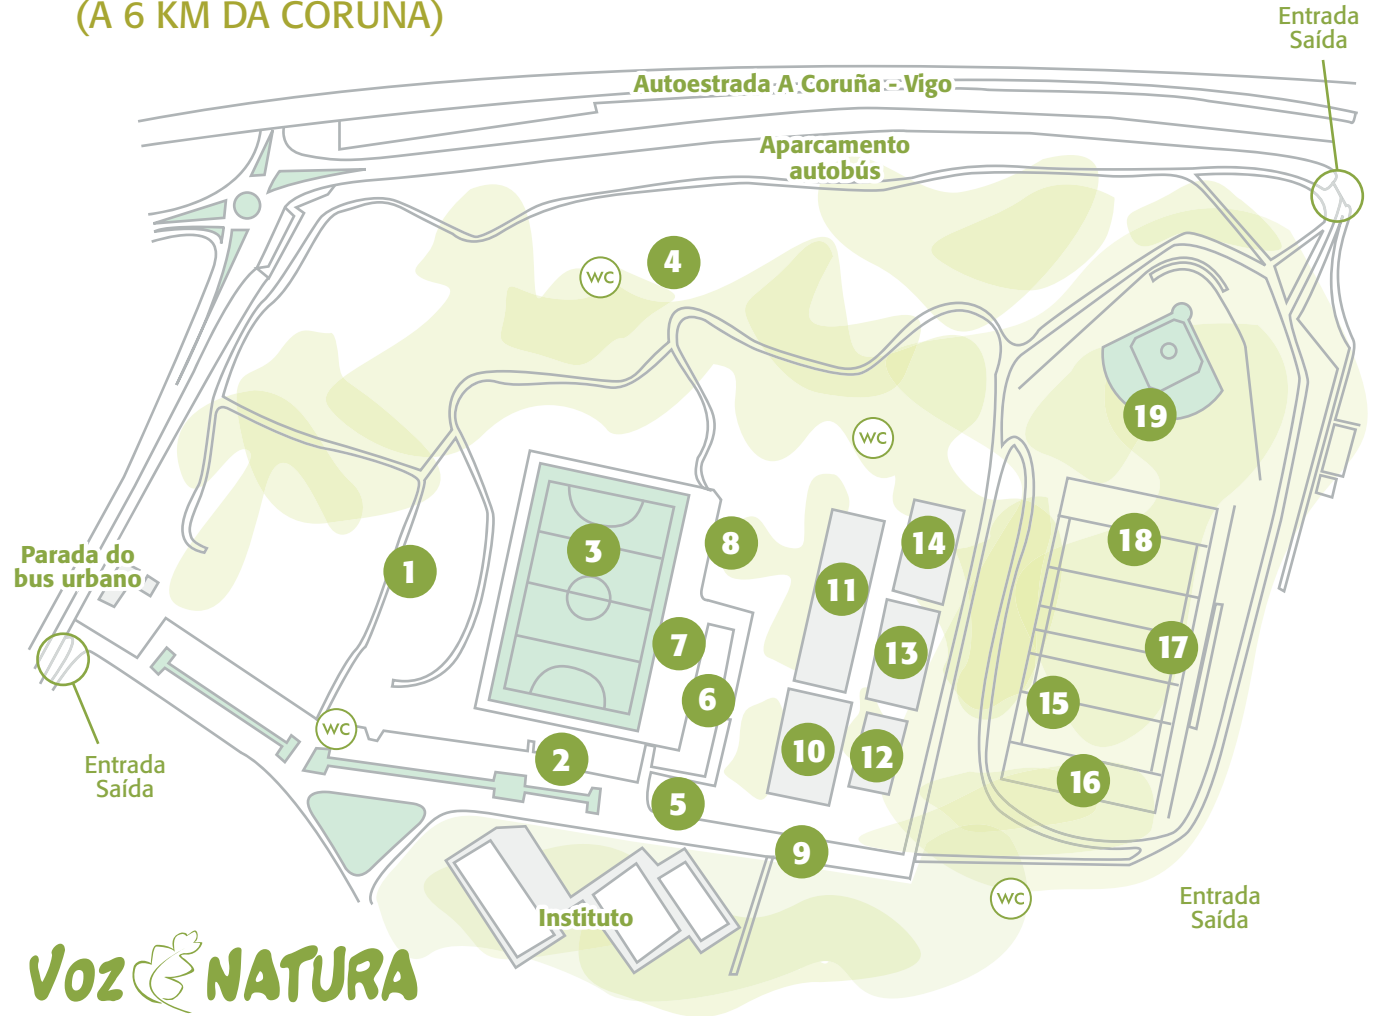 (A 6 KM DA CORUÑA)
Entrada
Saída
Autoestrada A Coruña - Vigo
Aparcamento
autobús
4
WC
19
WC
18
14
3
8
Parada do
bus urbano
1
11
7
17
13
6
15
WC
10
12
2
Entrada
Saída
16
5
9
WC
Entrada
Saída
Instituto
VOZ NATURA